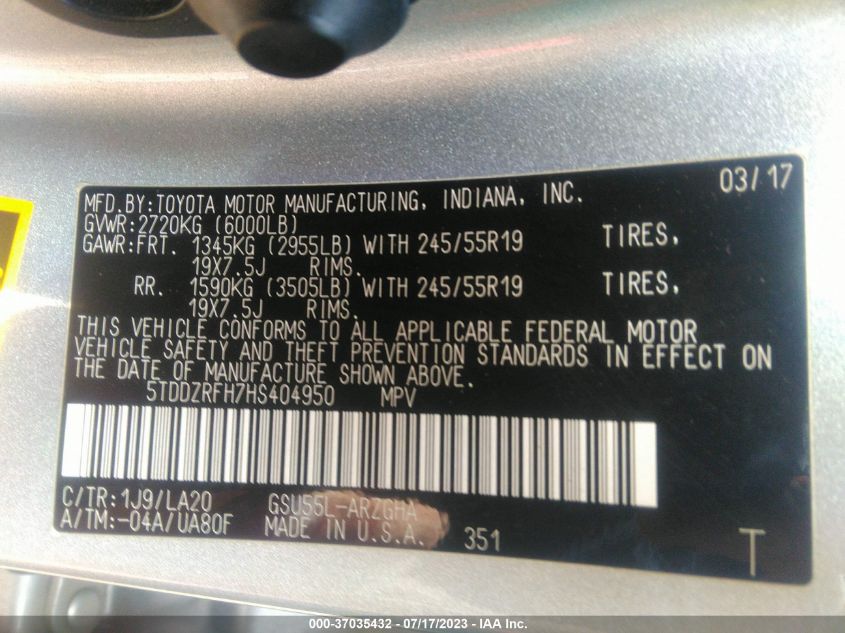 MFD.BY:TOYOTA MOTOR MANUFACTURING, INDIANA, INC. 03/17
GVWR:2720KG (6000LB)
GAWR:FRT. 1345KG (2955LB) WITH 245/55R19 TIRES,
19X7.5J RIMS.
RR. 1590KG (3505LB) WITH 245/55R19 TIRES,
19X7.5J RIMS.
THIS VEHICLE CONFORMS TO ALL APPLICABLE FEDERAL MOTOR
VEHICLE SAFETY AND THEFT PREVENTION STANDARDS IN EFFECT ON
THE DATE OF MANUFACTURE SHOWN ABOVE.
5TDDZRFH7HS404950 MPV
C/TR:1J9/LA20 GSU55L-ARZGHA
A/TM:-04A/UA80F MADE IN U.S.A. 351 T
000-37035432 - 07/17/2023 - IAA Inc.